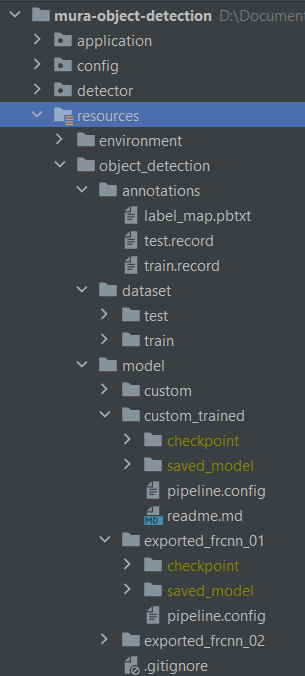 mura-object-detection D:\Document
application
config
detector
resources
environment
object_detection
annotations
label_map.pbtxt
test.record
train.record
dataset
test
train
model
custom
custom_trained
checkpoint
saved_model
pipeline.config
MD readme.md
exported_frcnn_01
checkpoint
saved_model
pipeline.config
exported_frcnn_02
.gitignore